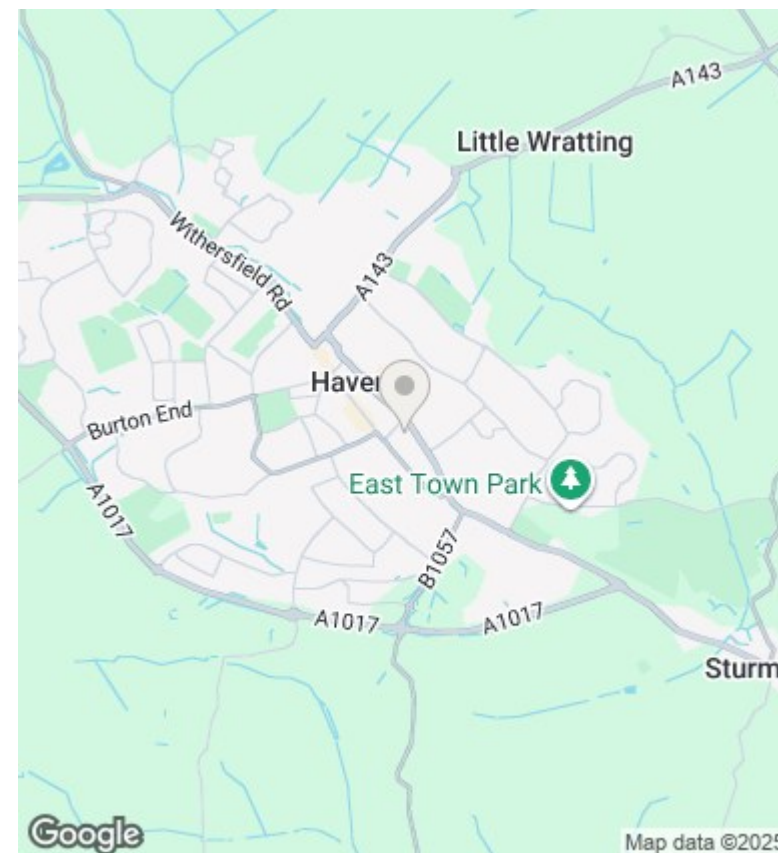 A143
Little Wratting
Withersfield Rd
A143
Haver
Burton End
East Town Park
A1017
B1057
A1017
A1017
Sturm
Google
Map data ©2025